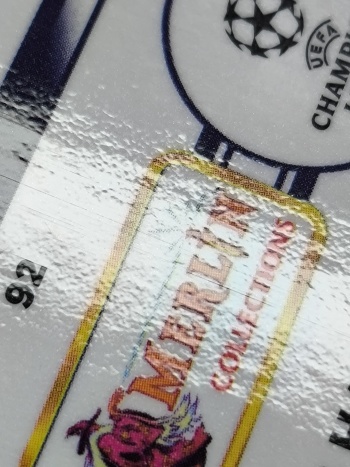 UEFA
CHAMPI
92
MERLIN
COLLECTIONS
H